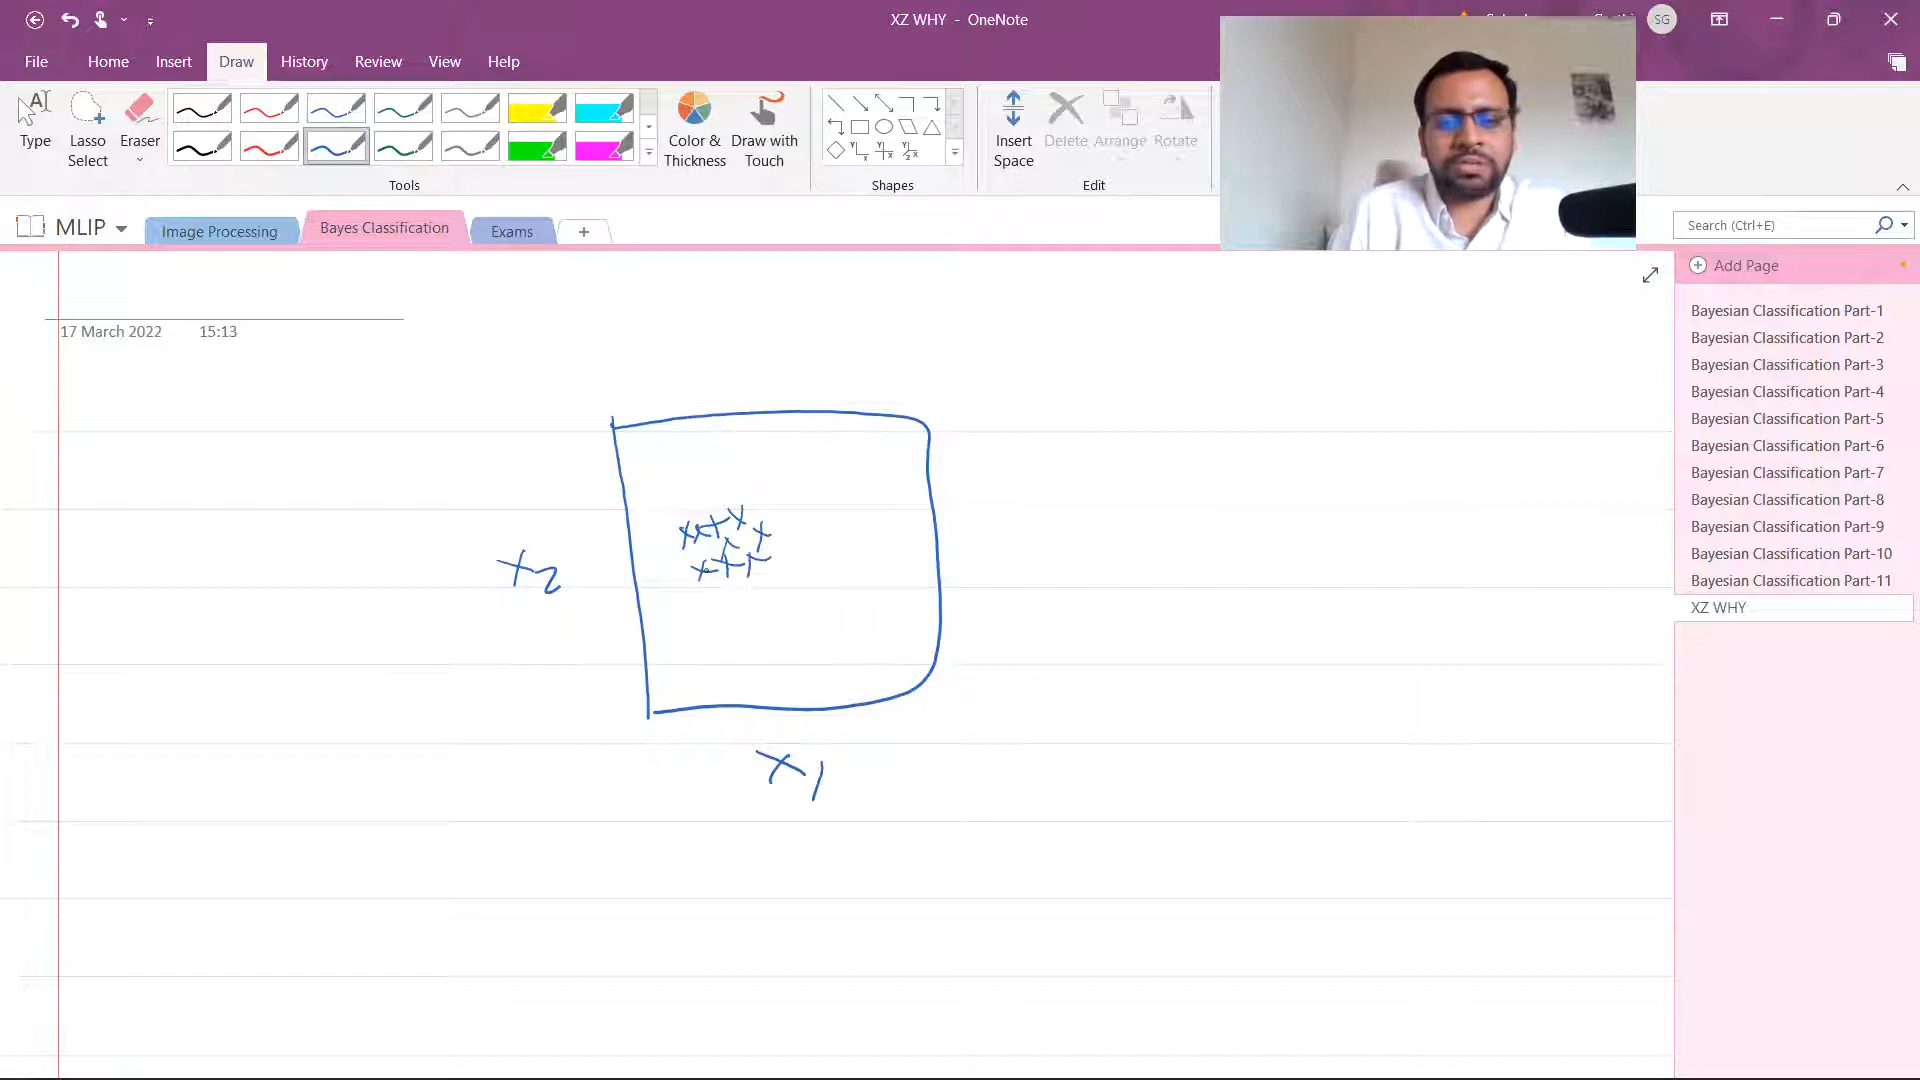 XZ WHY - OneNote
SG
File Home Insert Draw History Review View Help
Type
Lasso Select
Eraser
Color & Thickness
Draw with Touch
Insert Space
Delete
Arrange
Rotate
Tools
Shapes
Edit
MLIP
Image Processing
Bayes Classification
Exams
Search (Ctrl+E)
Add Page
17 March 2022 15:13
Bayesian Classification Part-1
Bayesian Classification Part-2
Bayesian Classification Part-3
Bayesian Classification Part-4
Bayesian Classification Part-5
Bayesian Classification Part-6
Bayesian Classification Part-7
Bayesian Classification Part-8
Bayesian Classification Part-9
Bayesian Classification Part-10
Bayesian Classification Part-11
XZ WHY
x2
x1